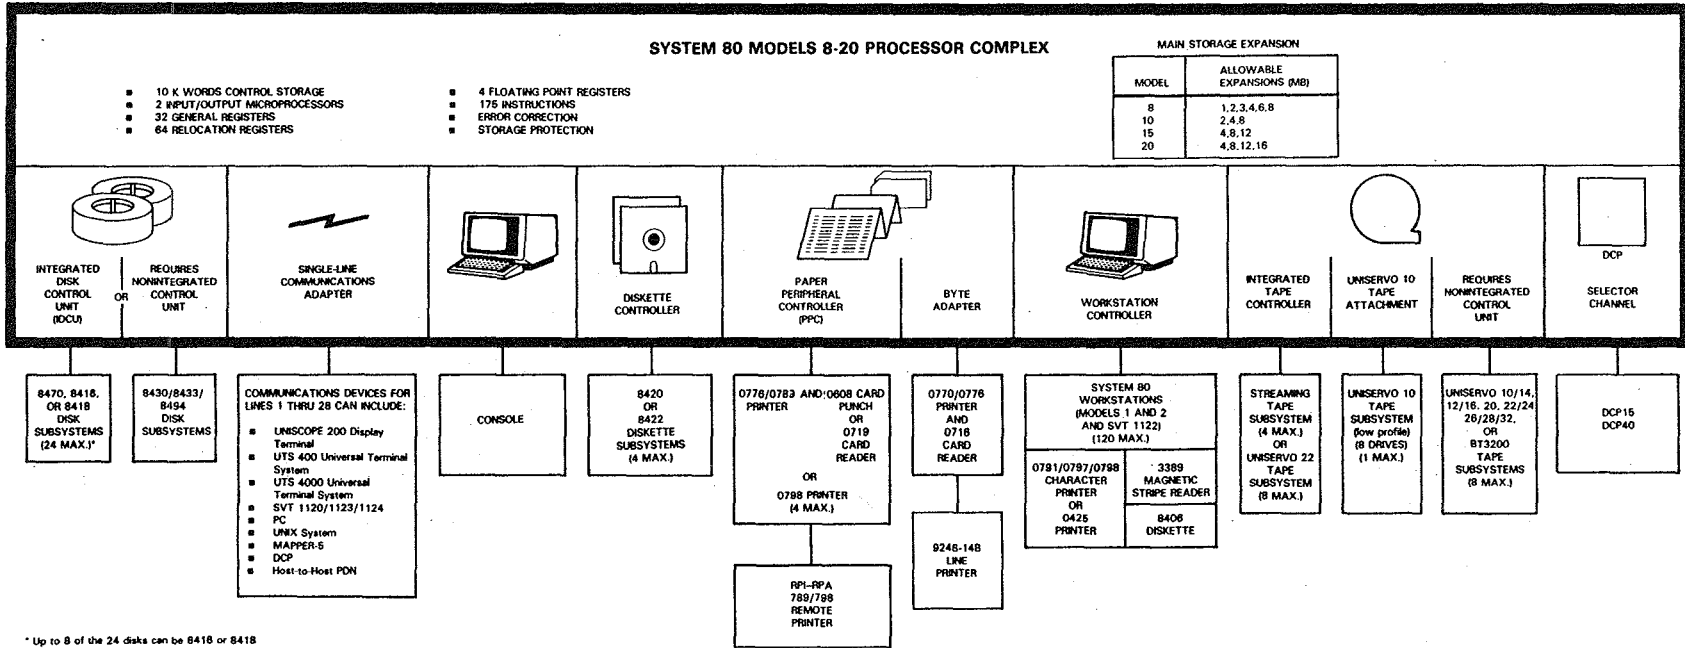 SYSTEM 80 MODELS 8-20 PROCESSOR COMPLEX
■ 10 K WORDS CONTROL STORAGE
■ 2 INPUT/OUTPUT MICROPROCESSORS
■ 32 GENERAL REGISTERS
■ 64 RELOCATION REGISTERS
■ 4 FLOATING POINT REGISTERS
■ 175 INSTRUCTIONS
■ ERROR CORRECTION
■ STORAGE PROTECTION
MAIN STORAGE EXPANSION
MODEL
ALLOWABLE
EXPANSIONS (MB)
8 1,2,3,4,6,8
10 2,4,8
15 4,8,12
20 4,8,12,16
INTEGRATED
DISK
CONTROL
UNIT
(IDCU)
OR
REQUIRES
NONINTEGRATED
CONTROL
UNIT
SINGLE-LINE
COMMUNICATIONS
ADAPTER
DISKETTE
CONTROLLER
PAPER
PERIPHERAL
CONTROLLER
(PPC)
BYTE
ADAPTER
WORKSTATION
CONTROLLER
INTEGRATED
TAPE
CONTROLLER
UNISERVO 10
TAPE
ATTACHMENT
REQUIRES
NONINTEGRATED
CONTROL
UNIT
DCP
SELECTOR
CHANNEL
8470, 8416,
OR 8418
DISK
SUBSYSTEMS
(24 MAX.)*
8430/8433/
8494
DISK
SUBSYSTEMS
COMMUNICATIONS DEVICES FOR
LINES 1 THRU 28 CAN INCLUDE:
■ UNISCOPE 200 Display
Terminal
■ UTS 400 Universal Terminal
System
■ UTS 4000 Universal
Terminal System
■ SVT 1120/1123/1124
■ PC
■ UNIX System
■ MAPPER-5
■ DCP
■ Host-to-Host PDN
CONSOLE
8420
OR
8422
DISKETTE
SUBSYSTEMS
(4 MAX.)
0776/0789 AND 0608 CARD
PRINTER PUNCH
OR
0719
CARD
READER
OR
0798 PRINTER
(4 MAX.)
RPI-RPA
789/798
REMOTE
PRINTER
0770/0776
PRINTER
AND
0716
CARD
READER
9246-14B
LINE
PRINTER
SYSTEM 80
WORKSTATIONS
(MODELS 1 AND 2
AND SVT 1122)
(120 MAX.)
0791/0797/0798
CHARACTER
PRINTER
OR
0425
PRINTER
3389
MAGNETIC
STRIPE READER
8406
DISKETTE
STREAMING
TAPE
SUBSYSTEM
(4 MAX.)
OR
UNISERVO 22
TAPE
SUBSYSTEM
(8 MAX.)
UNISERVO 10
TAPE
SUBSYSTEM
(low profile)
(8 DRIVES)
(1 MAX.)
UNISERVO 10/14,
12/16, 20, 22/24
26/28/32,
OR
BT3200
TAPE
SUBSYSTEMS
(8 MAX.)
DCP15
DCP40
* Up to 8 of the 24 disks can be 8416 or 8418